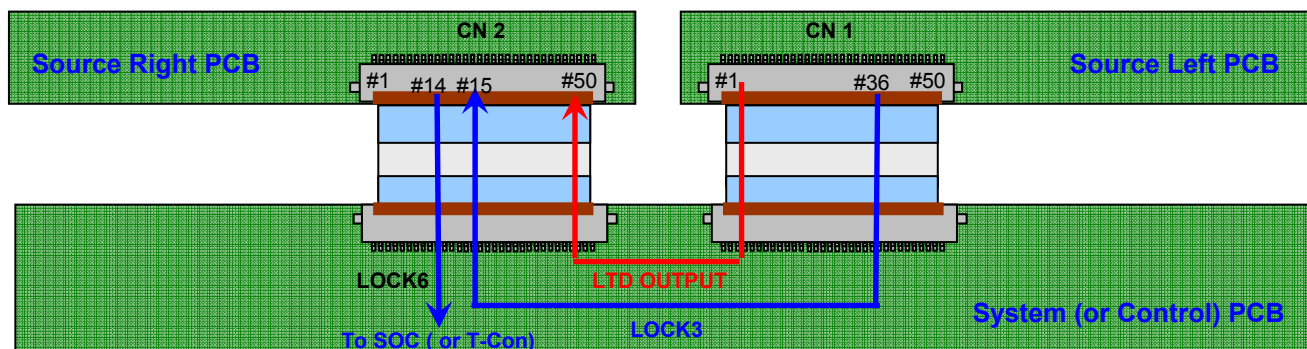 CN 2
CN 1
Source Right PCB
Source Left PCB
#1
#14
#15
#50
#1
#36
#50
LOCK6
LTD OUTPUT
To SOC ( or T-Con)
LOCK3
System (or Control) PCB